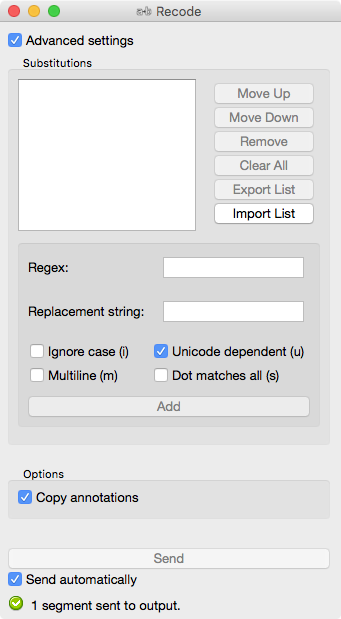 Recode
Advanced settings
Substitutions
Move Up
Move Down
Remove
Clear All
Export List
Import List
Regex:
Replacement string:
Ignore case (i) Unicode dependent (u)
Multiline (m) Dot matches all (s)
Add
Options
Copy annotations
Send
Send automatically
1 segment sent to output.